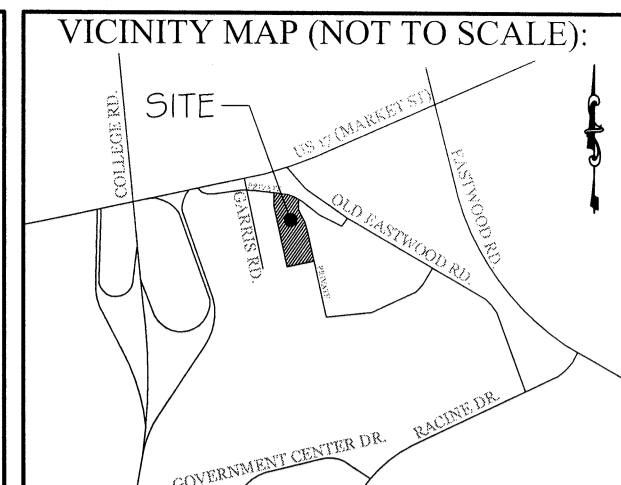 VICINITY MAP (NOT TO SCALE):
COLLEGE RD.
SITE
US 17 (MARKET ST)
EASTWOOD RD.
PRIVATE
GARRIS RD.
OLD EASTWOOD RD.
PRIVATE
RACINE DR.
GOVERNMENT CENTER DR.